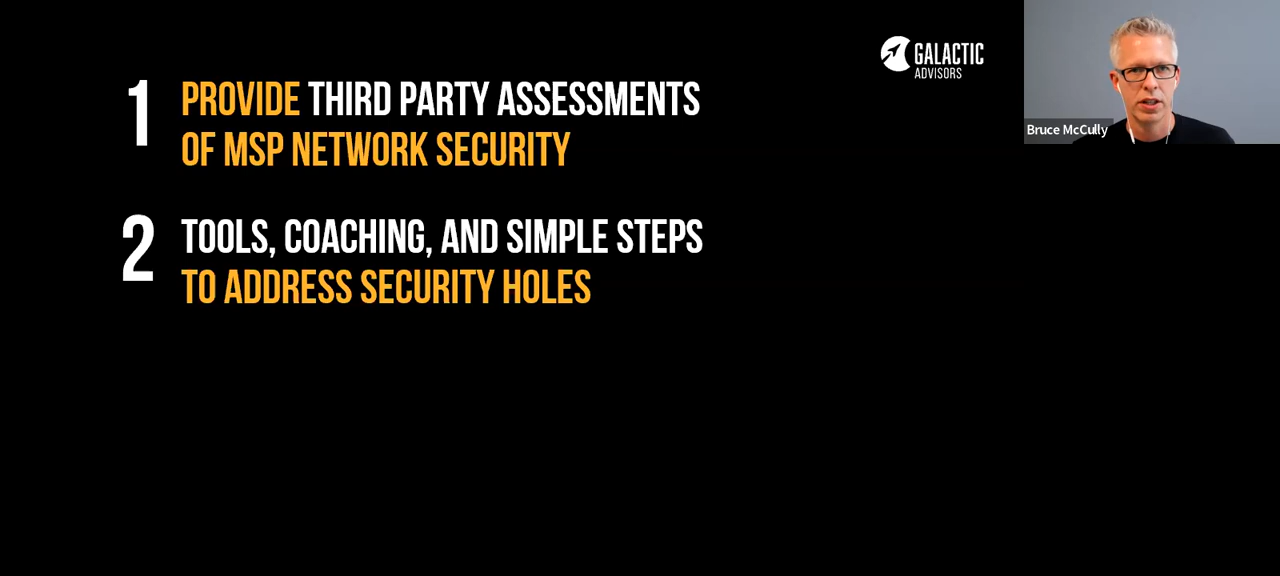 1
PROVIDE THIRD PARTY ASSESSMENTS
OF MSP NETWORK SECURITY
2
TOOLS, COACHING, AND SIMPLE STEPS
TO ADDRESS SECURITY HOLES
GALACTIC
ADVISORS
Bruce McCully